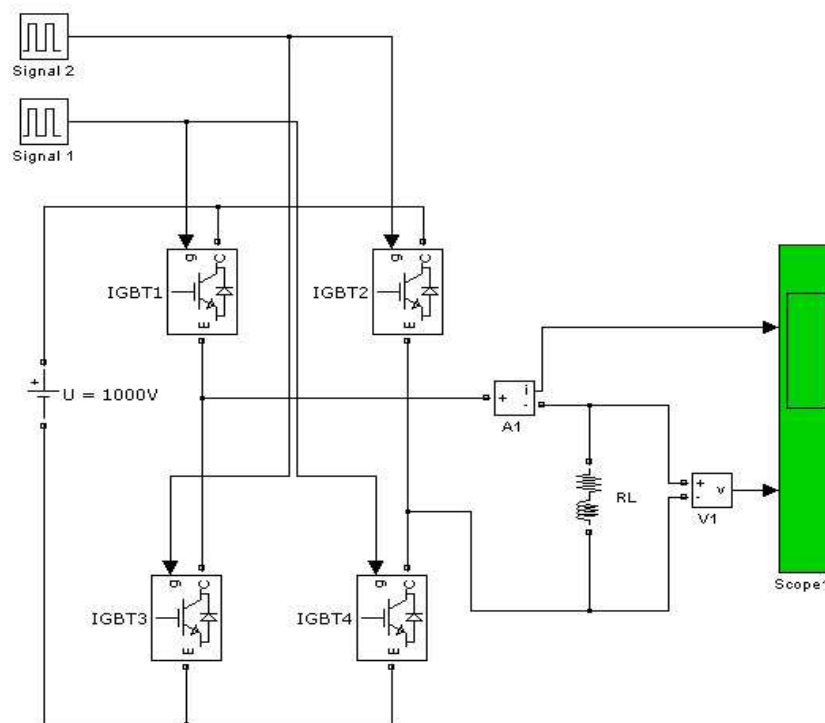 Signal 2
Signal 1
g C
IGBT1
E
g C
IGBT2
E
+
U = 1000V
+ i
-
A1
RL
+ v
-
V1
Scope1
g C
IGBT3
E
g C
IGBT4
E